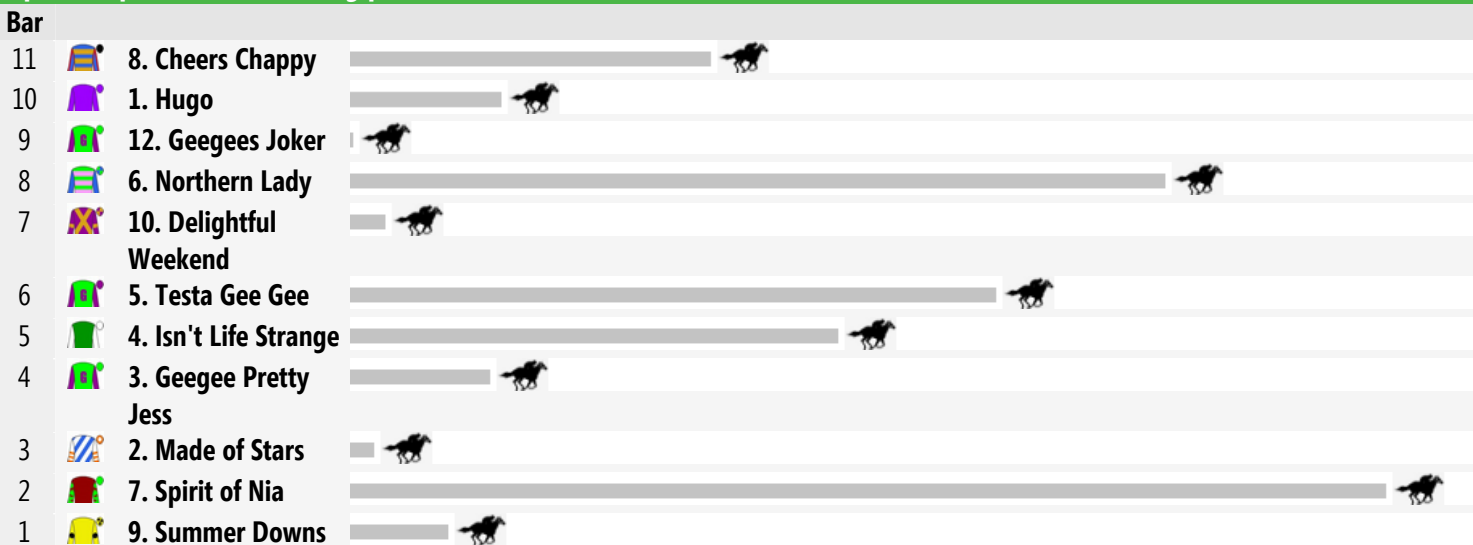 Bar
11 8. Cheers Chappy
10 1. Hugo
9 G 12. Geegees Joker
8 6. Northern Lady
7 10. Delightful
Weekend
6 G 5. Testa Gee Gee
5 4. Isn't Life Strange
4 G 3. Geegee Pretty
Jess
3 2. Made of Stars
2 7. Spirit of Nia
1 9. Summer Downs